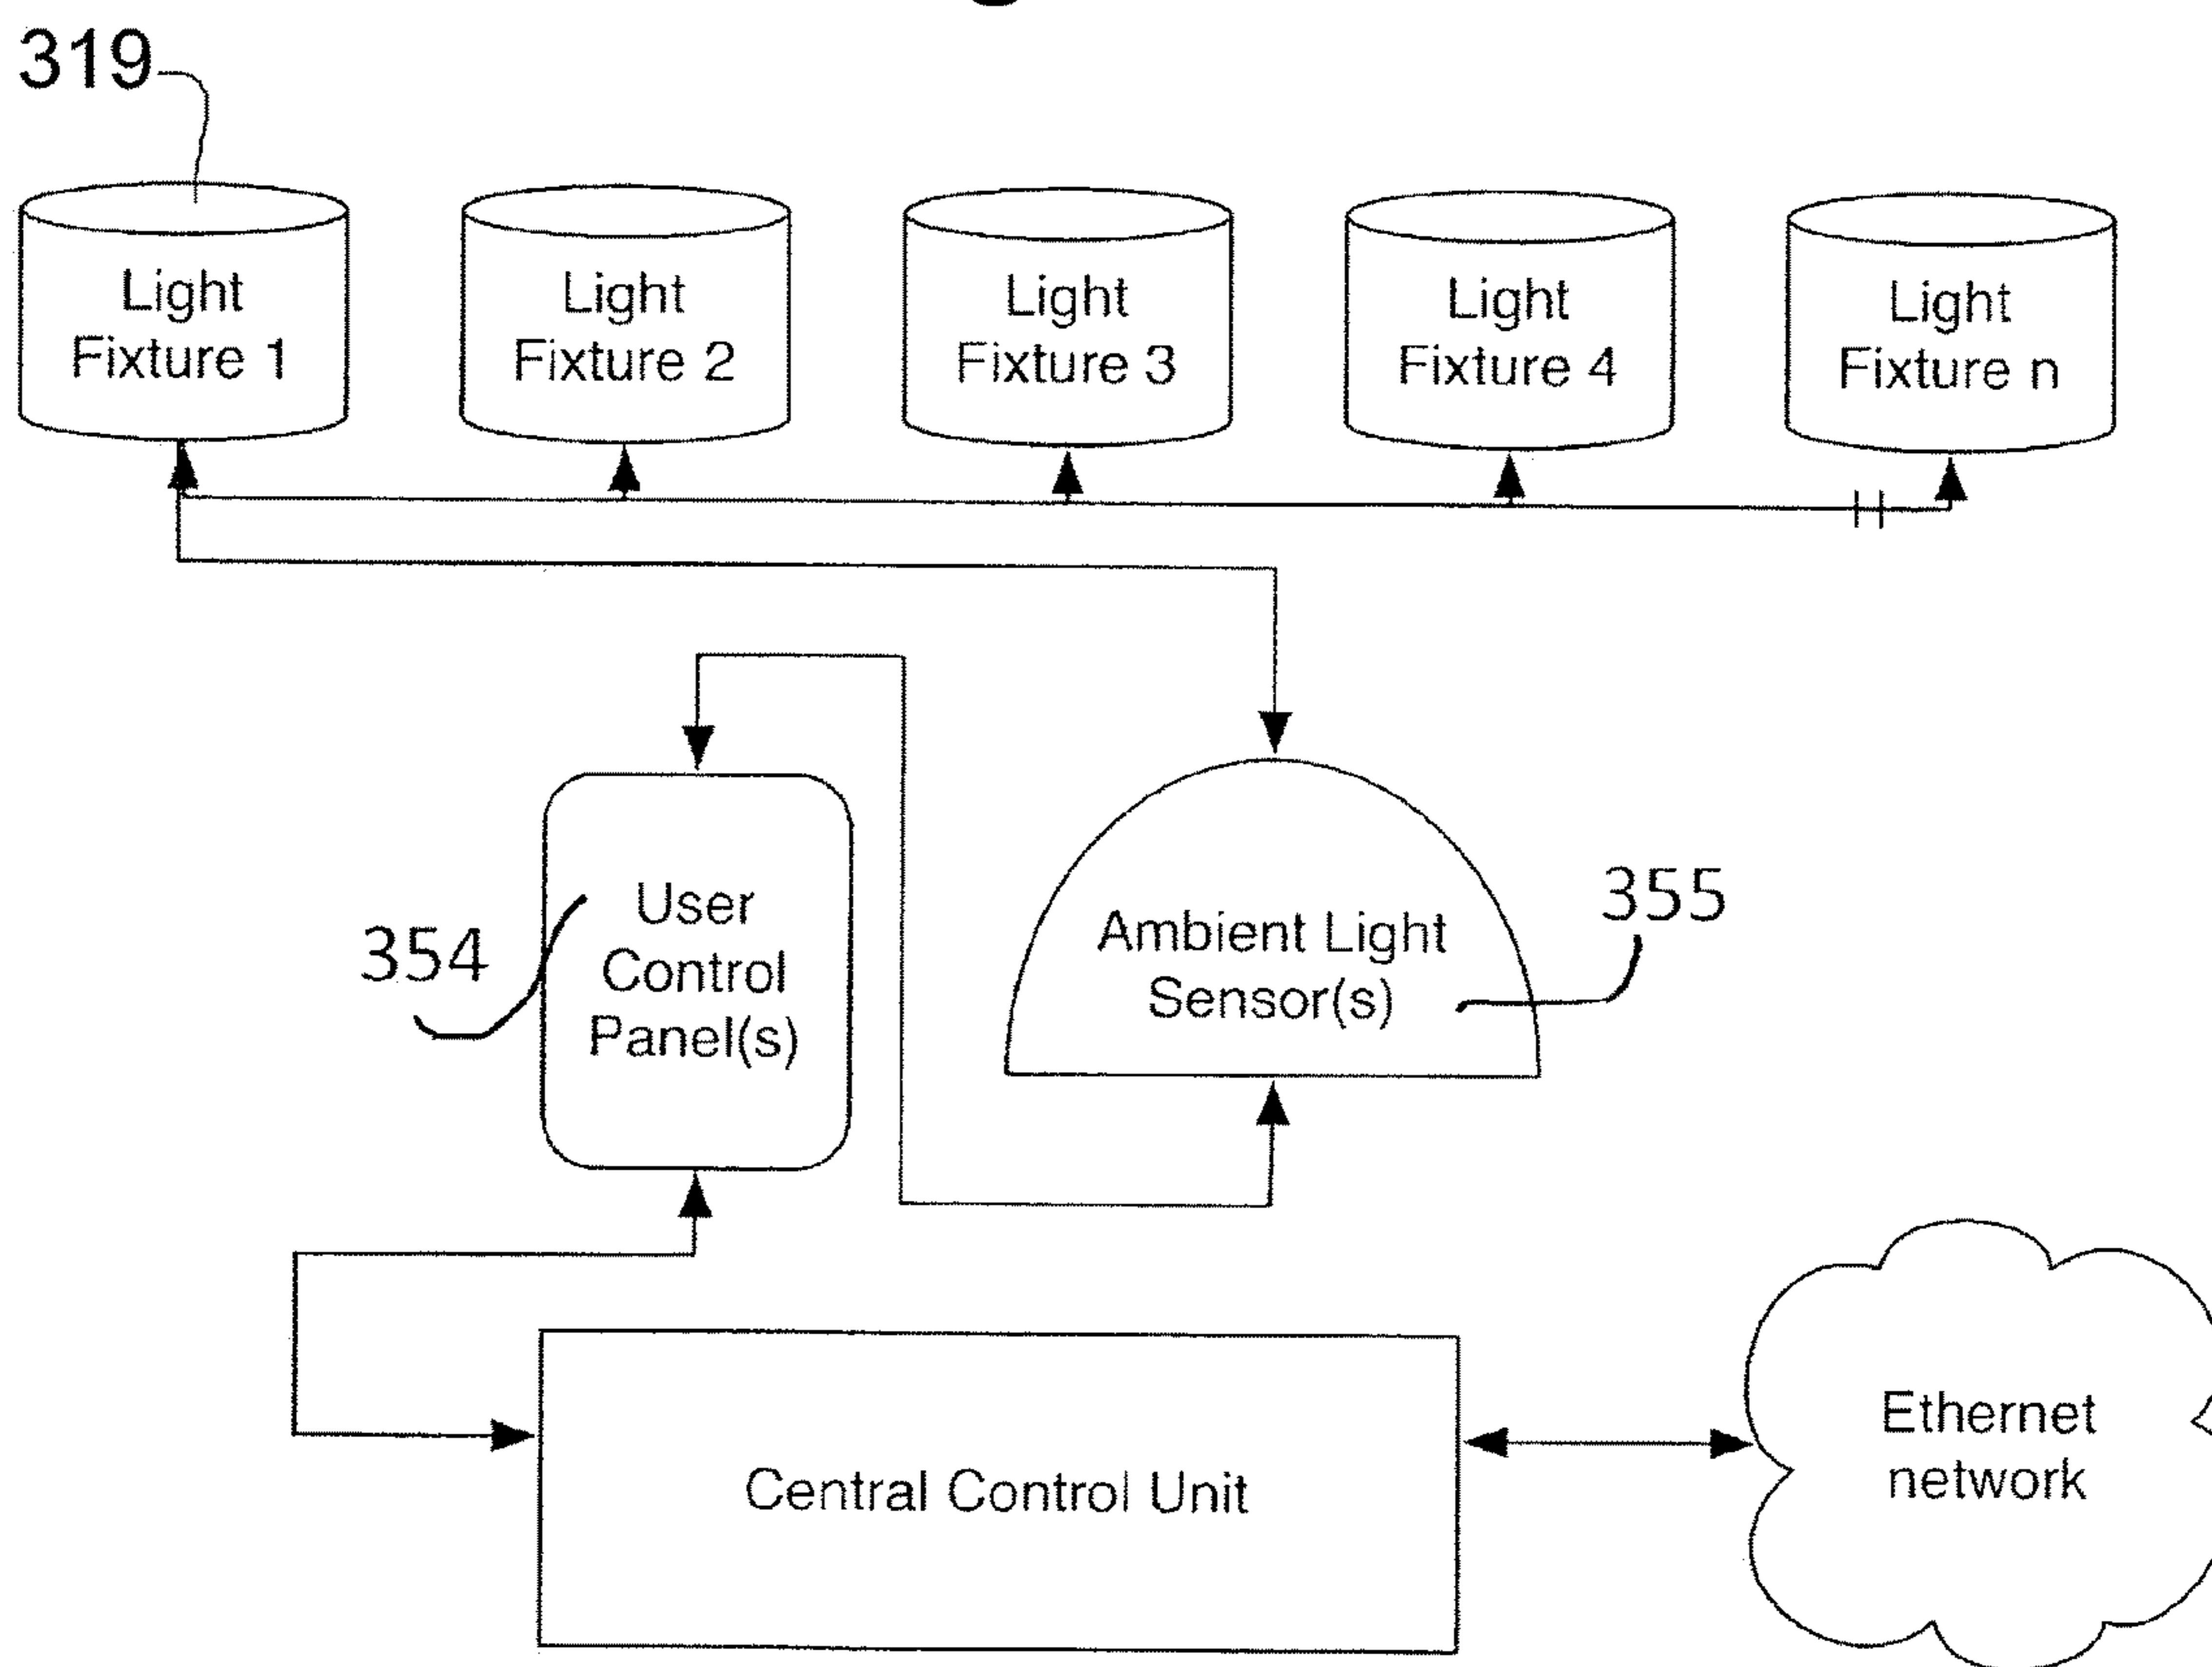 319
Light
Fixture 1
Light
Fixture 2
Light
Fixture 3
Light
Fixture 4
Light
Fixture n
354
User
Control
Panel(s)
Ambient Light
Sensor(s)
355
Central Control Unit
Ethernet
network